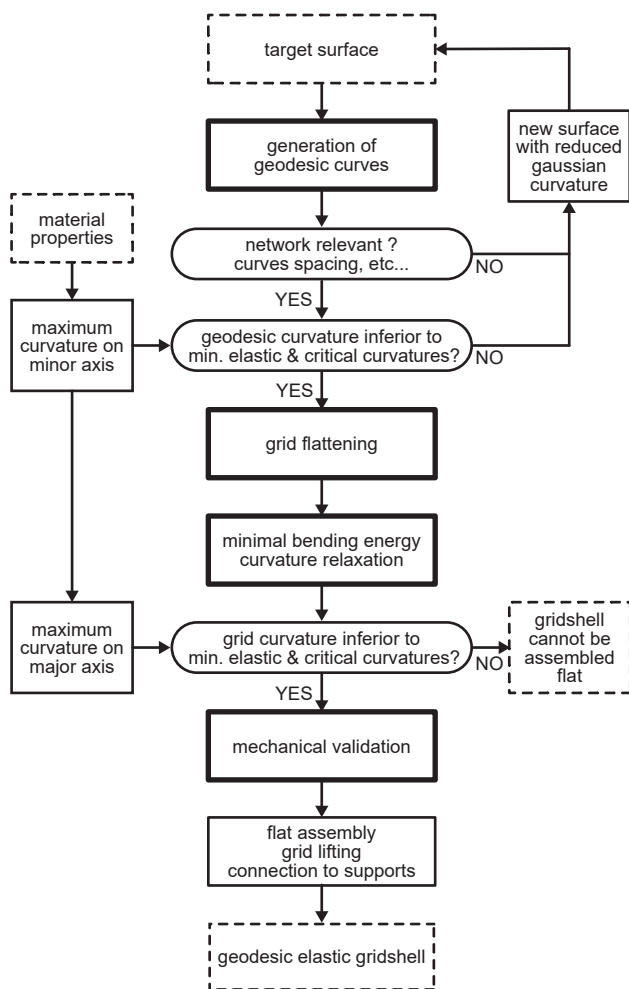 target surface
generation of
geodesic curves
new surface
with reduced
gaussian
curvature
material
properties
network relevant ?
curves spacing, etc...
NO
YES
maximum
curvature on
minor axis
geodesic curvature inferior to
min. elastic & critical curvatures?
NO
YES
grid flattening
minimal bending energy
curvature relaxation
maximum
curvature on
major axis
grid curvature inferior to
min. elastic & critical curvatures?
NO
gridshell
cannot be
assembled
flat
YES
mechanical validation
flat assembly
grid lifting
connection to supports
geodesic elastic gridshell